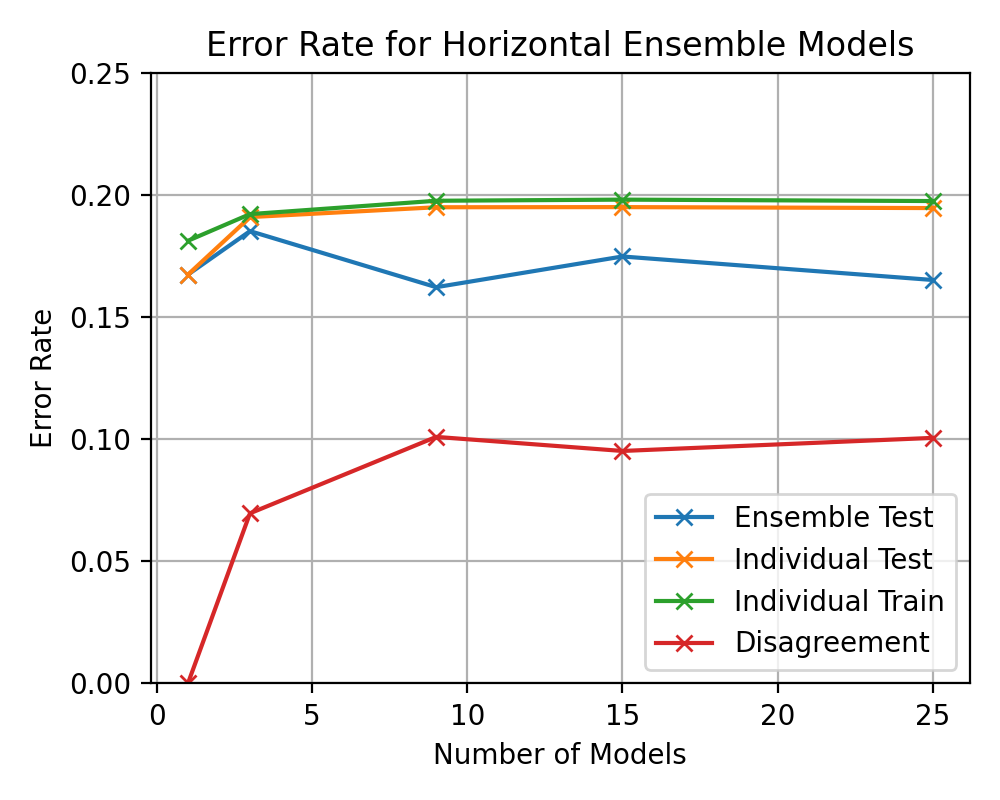 Error Rate for Horizontal Ensemble Models
0.25
0.20
0.15
0.10
0.05
0.00
Error Rate
0 5 10 15 20 25
Number of Models
Ensemble Test
Individual Test
Individual Train
Disagreement